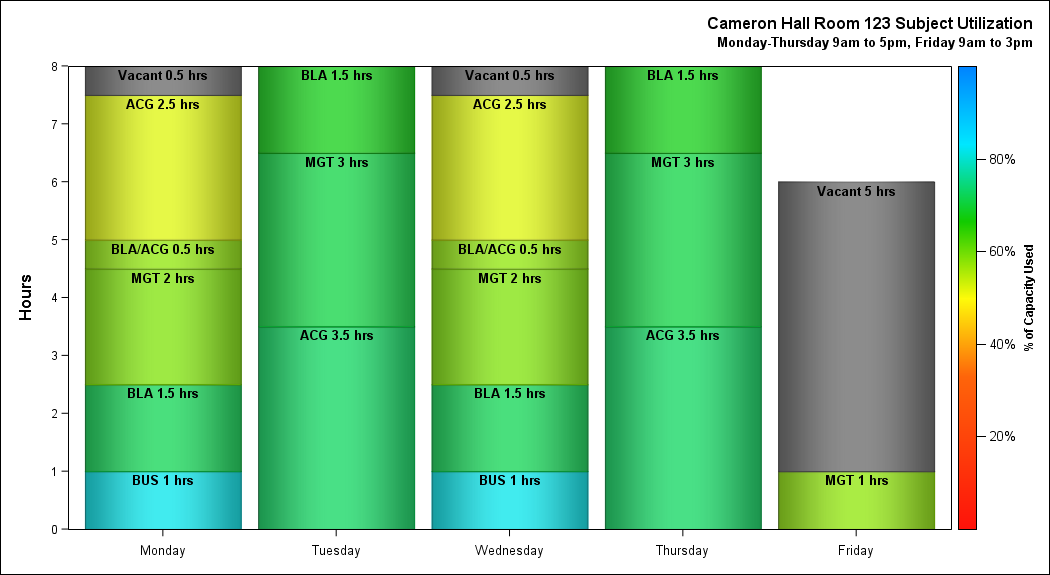 Cameron Hall Room 123 Subject Utilization
Monday-Thursday 9am to 5pm, Friday 9am to 3pm
Hours
8
7
6
5
4
3
2
1
0
Vacant 0.5 hrs
ACG 2.5 hrs
BLA/ACG 0.5 hrs
MGT 2 hrs
BLA 1.5 hrs
BUS 1 hrs
BLA 1.5 hrs
MGT 3 hrs
ACG 3.5 hrs
Vacant 0.5 hrs
ACG 2.5 hrs
BLA/ACG 0.5 hrs
MGT 2 hrs
BLA 1.5 hrs
BUS 1 hrs
BLA 1.5 hrs
MGT 3 hrs
ACG 3.5 hrs
Vacant 5 hrs
MGT 1 hrs
Monday
Tuesday
Wednesday
Thursday
Friday
80%
60%
40%
20%
% of Capacity Used